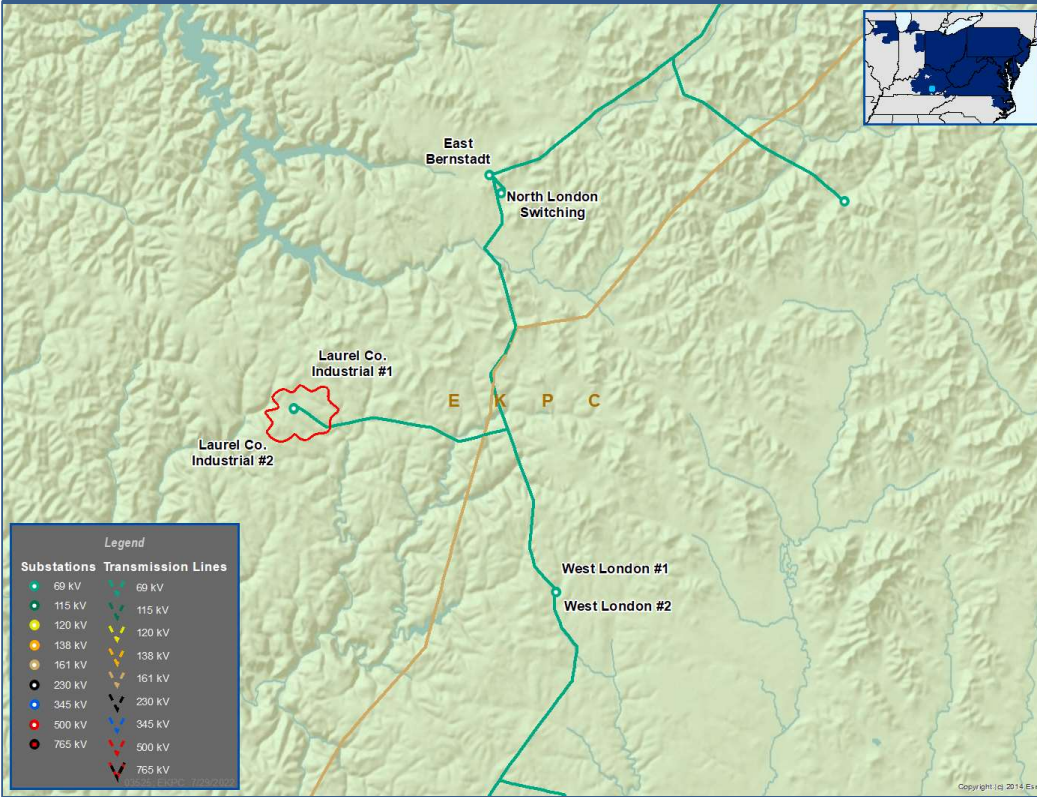 East
Bernstadt
North London
Switching
Laurel Co.
Industrial #1
E K P C
Laurel Co.
Industrial #2
West London #1
West London #2
Legend
Substations Transmission Lines
69 kV 69 kV
115 kV 115 kV
120 kV 120 kV
138 kV 138 kV
161 kV 161 kV
230 kV 230 kV
345 kV 345 kV
500 kV 500 kV
765 kV 765 kV
EKPC
Copyright (c) 2014 Esr